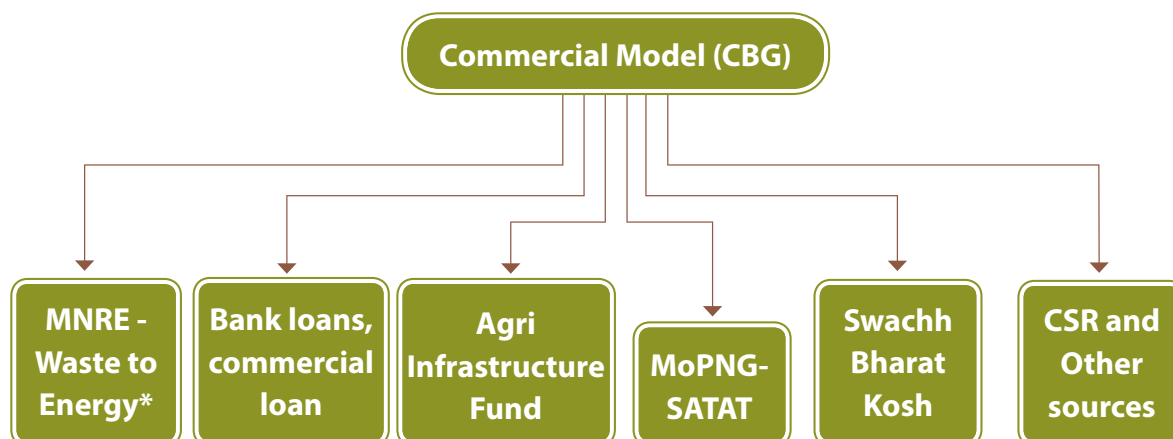 Commercial Model (CBG)
MNRE -
Waste to
Energy*
Bank loans,
commercial
loan
Agri
Infrastructure
Fund
MoPNG-
SATAT
Swachh
Bharat
Kosh
CSR and
Other
sources